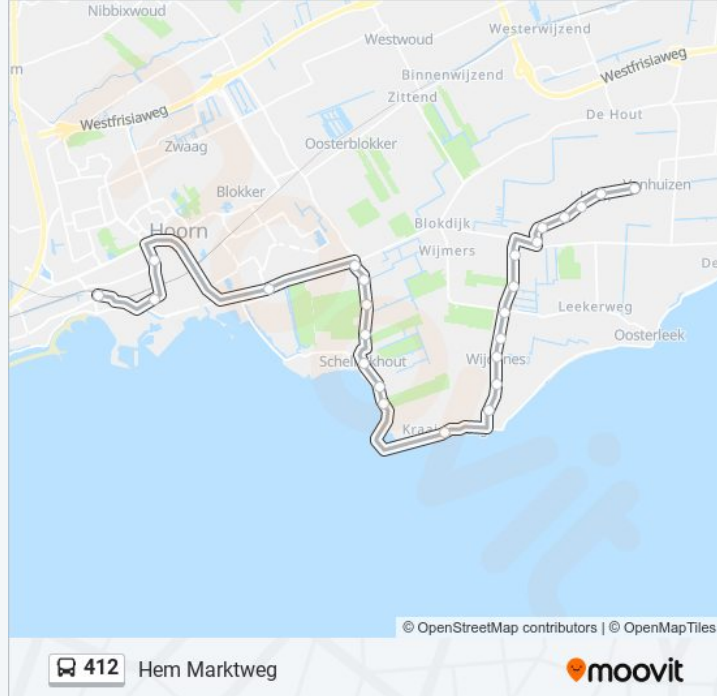 Nibbixwoud
Westwoud
Westerwijzend
Binnenwijzend
Westfrisiaweg
Zittend
m
Westfrisiaweg
De Hout
Zwaag
Oosterblokker
Blokker
Hoorn
Blokdijk
Wijmers
De
Leekerweg
Oosterleek
© OpenStreetMap contributors | © OpenMapTiles
412 Hem Marktweg
moovit